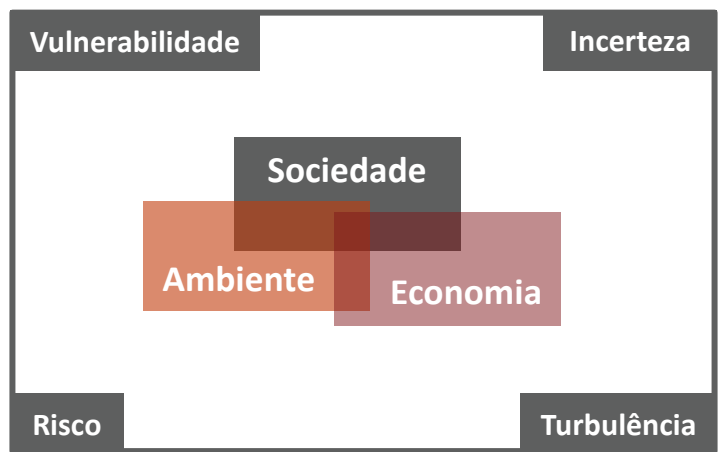 Vulnerabilidade
Incerteza
Sociedade
Ambiente
Economia
Risco
Turbulência